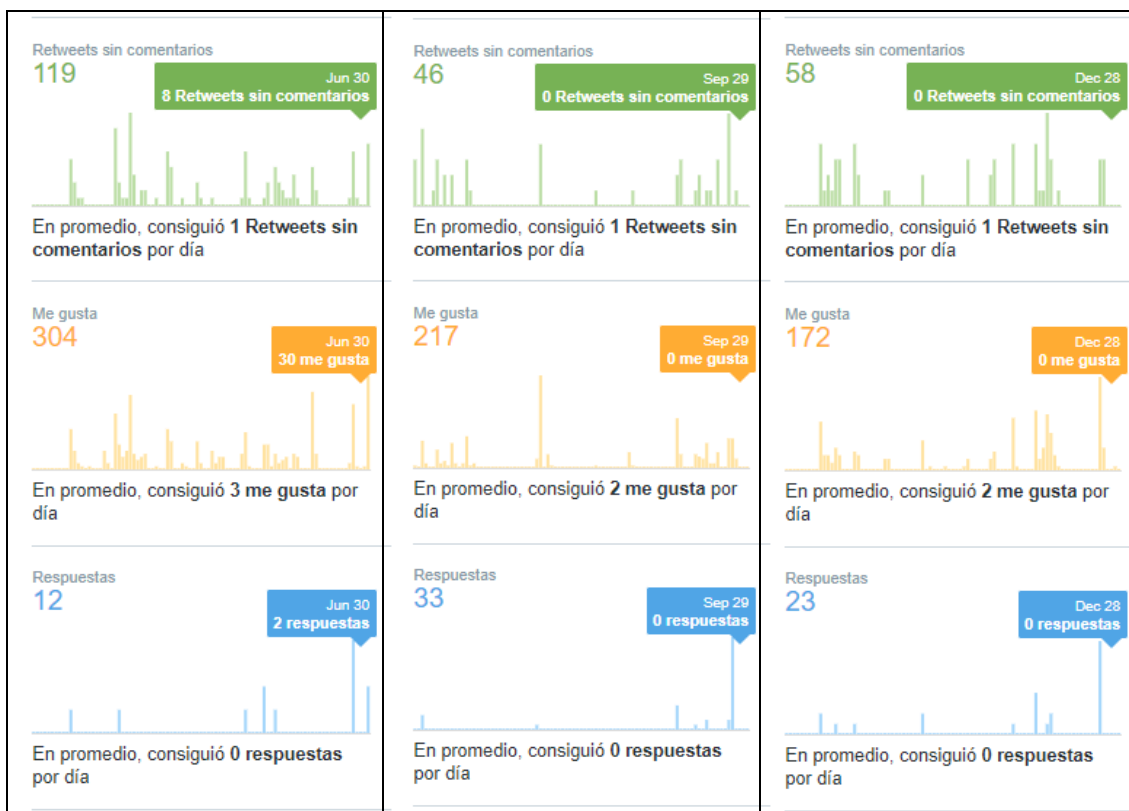 Retweets sin comentarios
119
Jun 30
8 Retweets sin comentarios
En promedio, consiguió 1 Retweets sin
comentarios por día
Me gusta
304
Jun 30
30 me gusta
En promedio, consiguió 3 me gusta por
día
Respuestas
12
Jun 30
2 respuestas
En promedio, consiguió 0 respuestas
por día
Retweets sin comentarios
46
Sep 29
0 Retweets sin comentarios
En promedio, consiguió 1 Retweets sin
comentarios por día
Me gusta
217
Sep 29
0 me gusta
En promedio, consiguió 2 me gusta por
día
Respuestas
33
Sep 29
0 respuestas
En promedio, consiguió 0 respuestas
por día
Retweets sin comentarios
58
Dec 28
0 Retweets sin comentarios
En promedio, consiguió 1 Retweets sin
comentarios por día
Me gusta
172
Dec 28
0 me gusta
En promedio, consiguió 2 me gusta por
día
Respuestas
23
Dec 28
0 respuestas
En promedio, consiguió 0 respuestas
por día